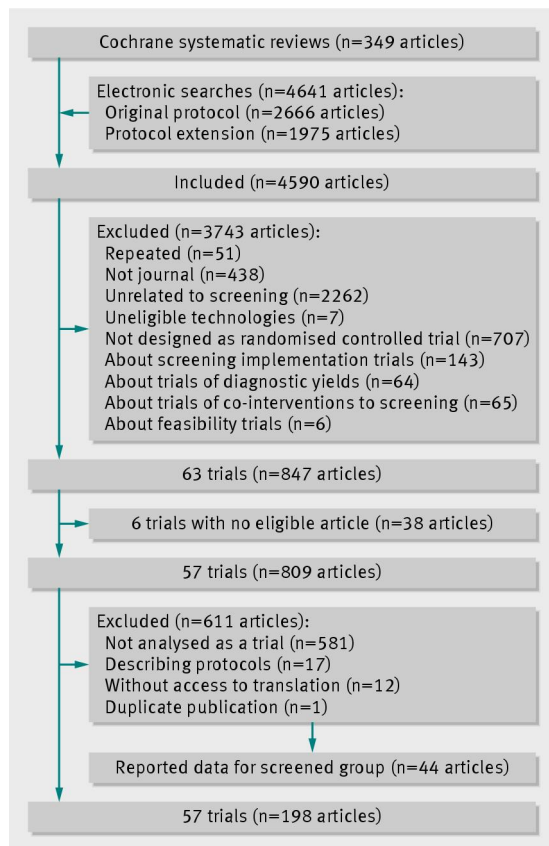 Cochrane systematic reviews (n=349 articles)
Electronic searches (n=4641 articles):
Original protocol (n=2666 articles)
Protocol extension (n=1975 articles)
Included (n=4590 articles)
Excluded (n=3743 articles):
Repeated (n=51)
Not journal (n=438)
Unrelated to screening (n=2262)
Uneligible technologies (n=7)
Not designed as randomised controlled trial (n=707)
About screening implementation trials (n=143)
About trials of diagnostic yields (n=64)
About trials of co-interventions to screening (n=65)
About feasibility trials (n=6)
63 trials (n=847 articles)
6 trials with no eligible article (n=38 articles)
57 trials (n=809 articles)
Excluded (n=611 articles):
Not analysed as a trial (n=581)
Describing protocols (n=17)
Without access to translation (n=12)
Duplicate publication (n=1)
Reported data for screened group (n=44 articles)
57 trials (n=198 articles)